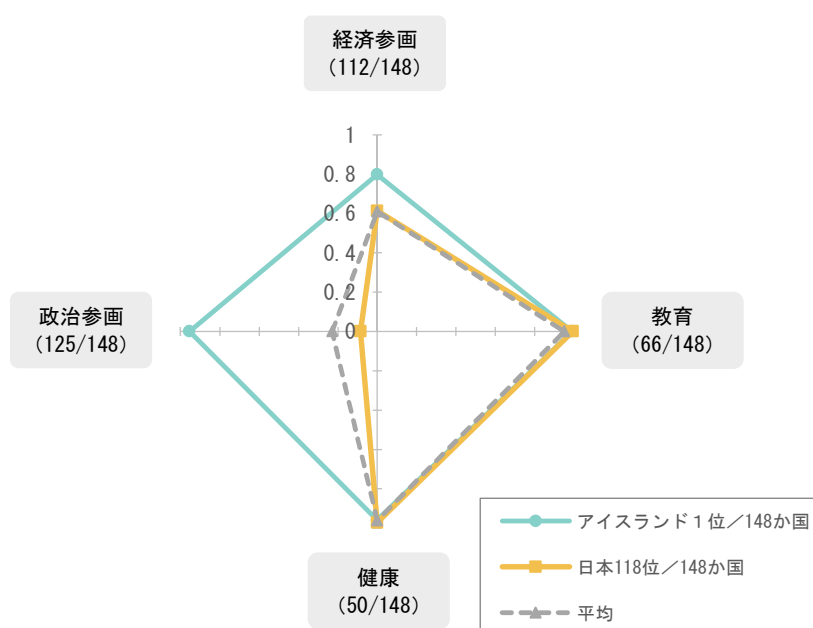 経済参画
（112/148）
1
0.8
0.6
0.4
0.2
0
政治参画
（125/148）
教育
（66/148）
健康
（50/148）
アイスランド１位／148か国
日本118位／148か国
平均